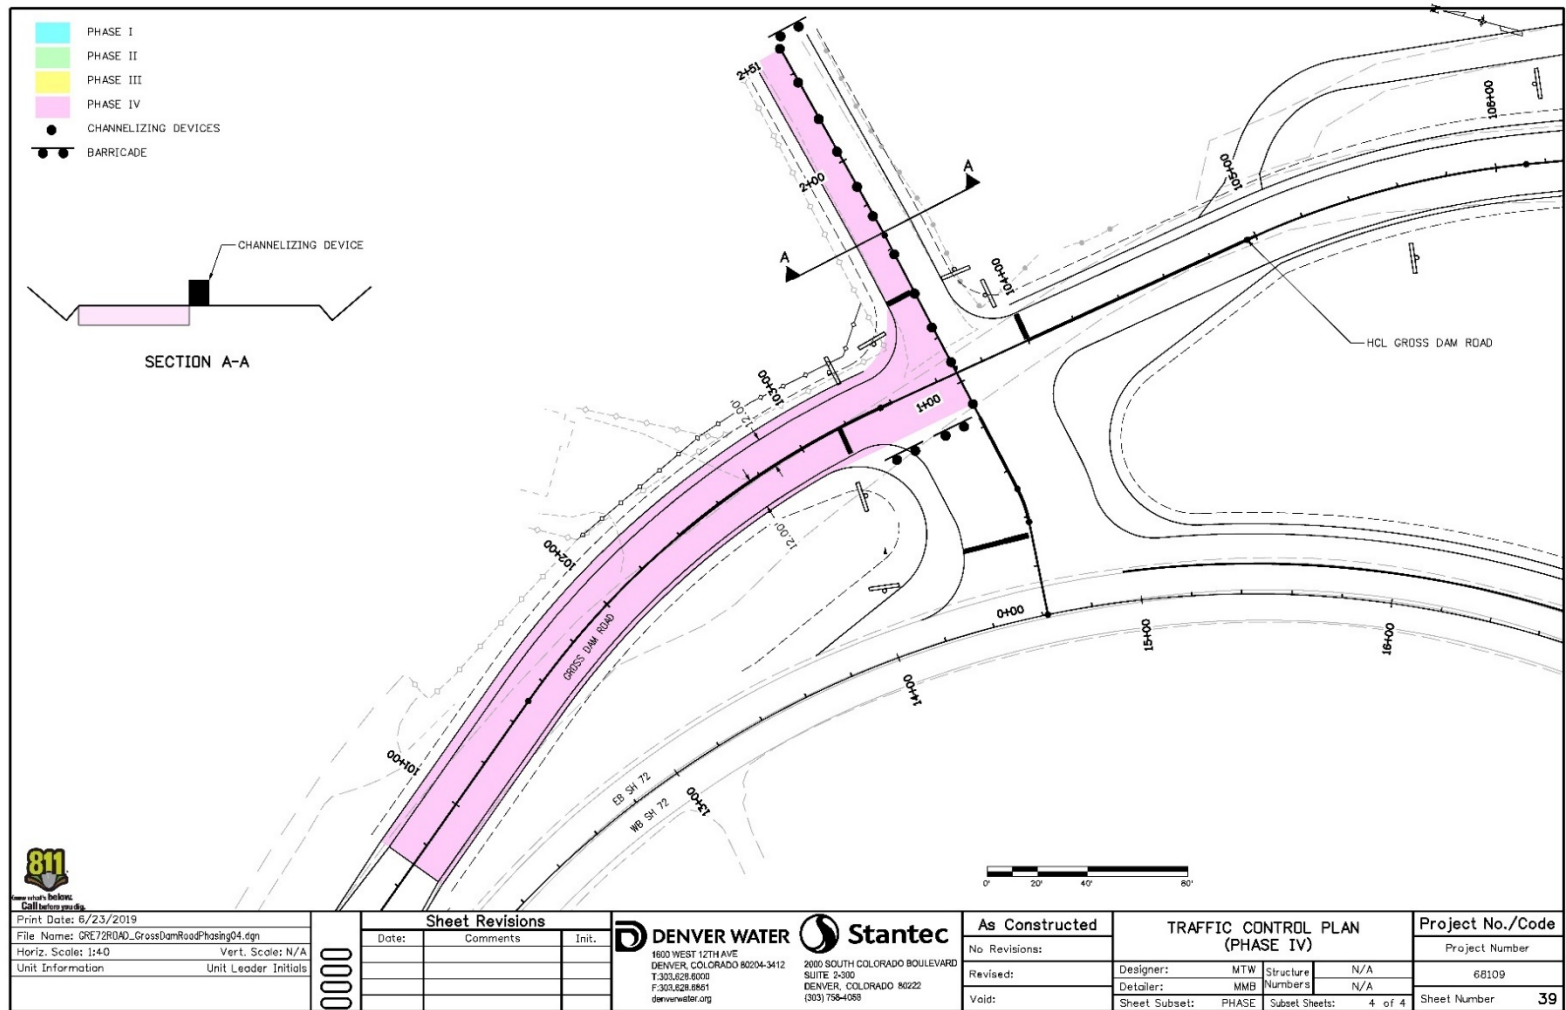 PHASE I
PHASE II
PHASE III
PHASE IV
CHANNELIZING DEVICES
BARRICADE
CHANNELIZING DEVICE
SECTION A-A
2+51
2+00
A
A
1+00
0+00
101+00
102+00
103+00
104+00
105+00
106+00
12.00'
12.00'
GROSS DAM ROAD
HCL GROSS DAM ROAD
EB SH 72
WB SH 72
13+00
14+00
15+00
16+00
0' 20' 40' 80'
811
Know what's below.
Call before you dig.
Print Date: 6/23/2019
File Name: GRE72ROAD_GrossDamRoadPhasing04.dgn
Horiz. Scale: 1:40 Vert. Scale: N/A
Unit Information Unit Leader Initials
0000
Sheet Revisions
Date: Comments Init.
DENVER WATER
1600 WEST 12TH AVE
DENVER, COLORADO 80204-3412
T:303.628.6000
F:303.628.6851
denverwater.org
Stantec
2000 SOUTH COLORADO BOULEVARD
SUITE 2-300
DENVER, COLORADO 80222
(303) 758-4058
As Constructed
No Revisions:
Revised:
Void:
TRAFFIC CONTROL PLAN
(PHASE IV)
Designer: MTW
Detailer: MMB
Structure Numbers
N/A
N/A
Sheet Subset: PHASE
Subset Sheets: 4 of 4
Project No./Code
Project Number
68109
Sheet Number 39